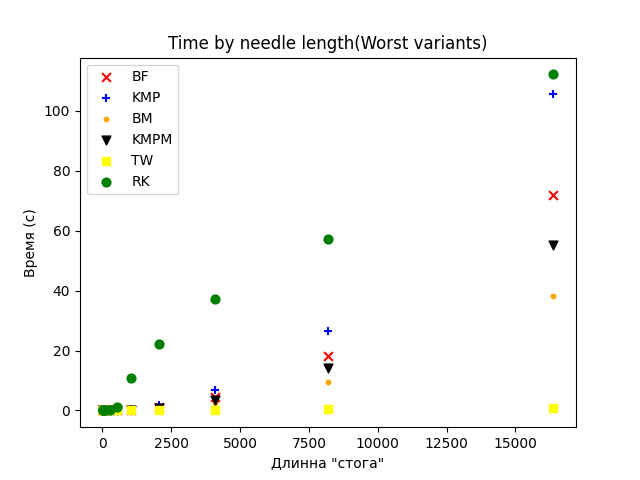 Time by needle length(Worst variants)
BF
KMP
BM
KMPM
TW
RK
Время (с)
100
80
60
40
20
0
0 2500 5000 7500 10000 12500 15000
Длинна "стога"